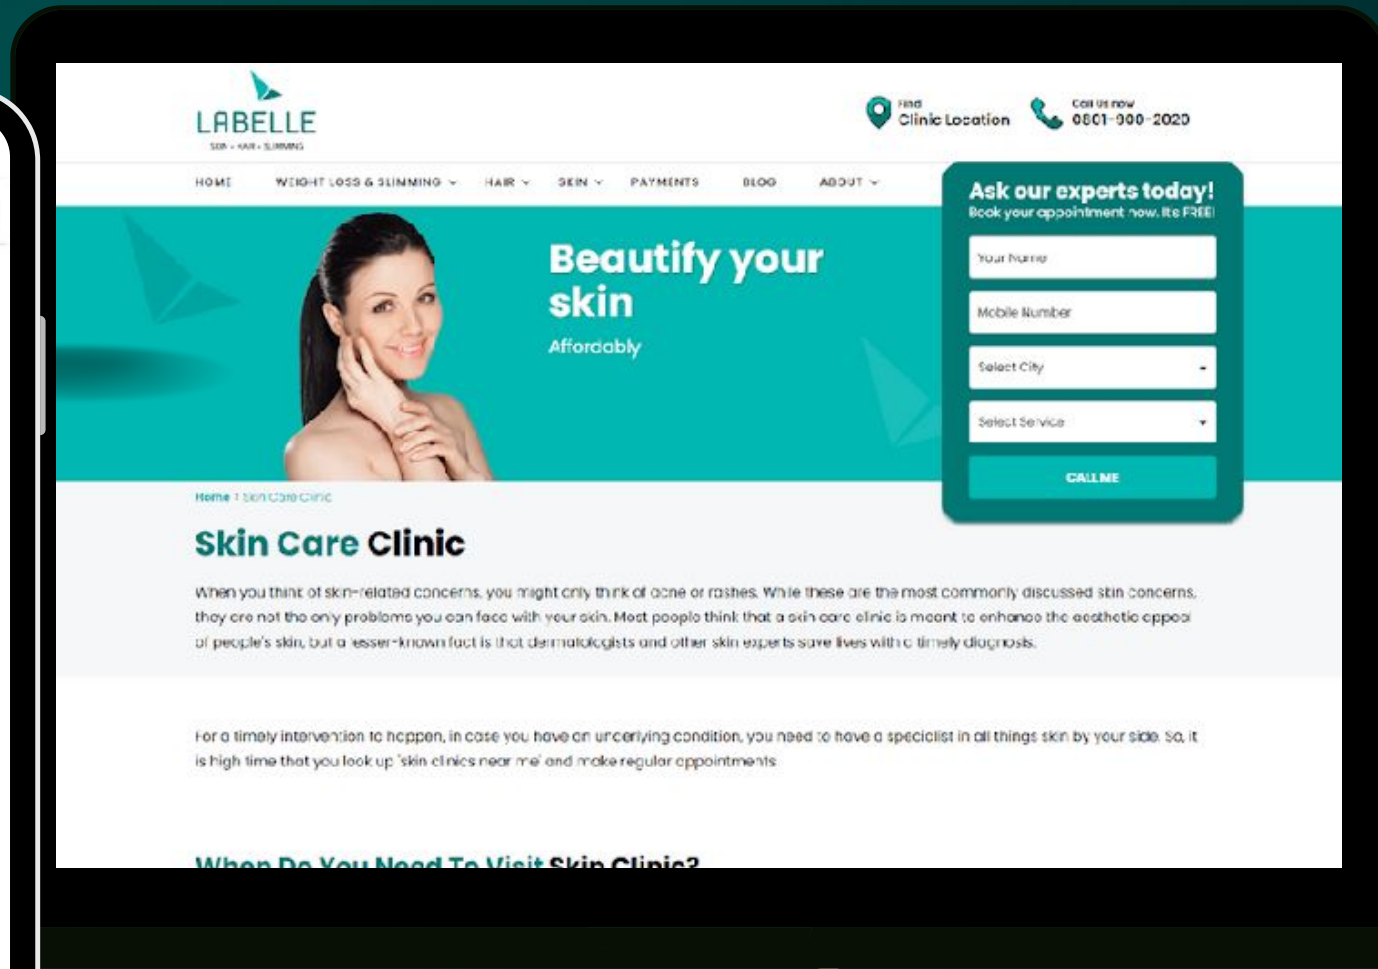 LABELLE
SKIN - HAIR - SLIMMING
Find
Clinic Location
Call Us now
0801-900-2020
HOME WEIGHT LOSS & SLIMMING HAIR SKIN PAYMENTS BLOG ABOUT
Beautify your
skin
Affordably
Ask our experts today!
Book your appointment now. Its FREE!
Your Name
Mobile Number
Select City
Select Service
CALL ME
Home › Skin Care Clinic
Skin Care Clinic
When you think of skin-related concerns, you might only think of acne or rashes. While these are the most commonly discussed skin concerns,
they are not the only problems you can face with your skin. Most people think that a skin care clinic is meant to enhance the aesthetic appeal
of people's skin, but a lesser-known fact is that dermatologists and other skin experts save lives with a timely diagnosis.
For a timely intervention to happen, in case you have an underlying condition, you need to have a specialist in all things skin by your side. So, it
is high time that you look up 'skin clinics near me' and make regular appointments.
When Do You Need To Visit Skin Clinic?